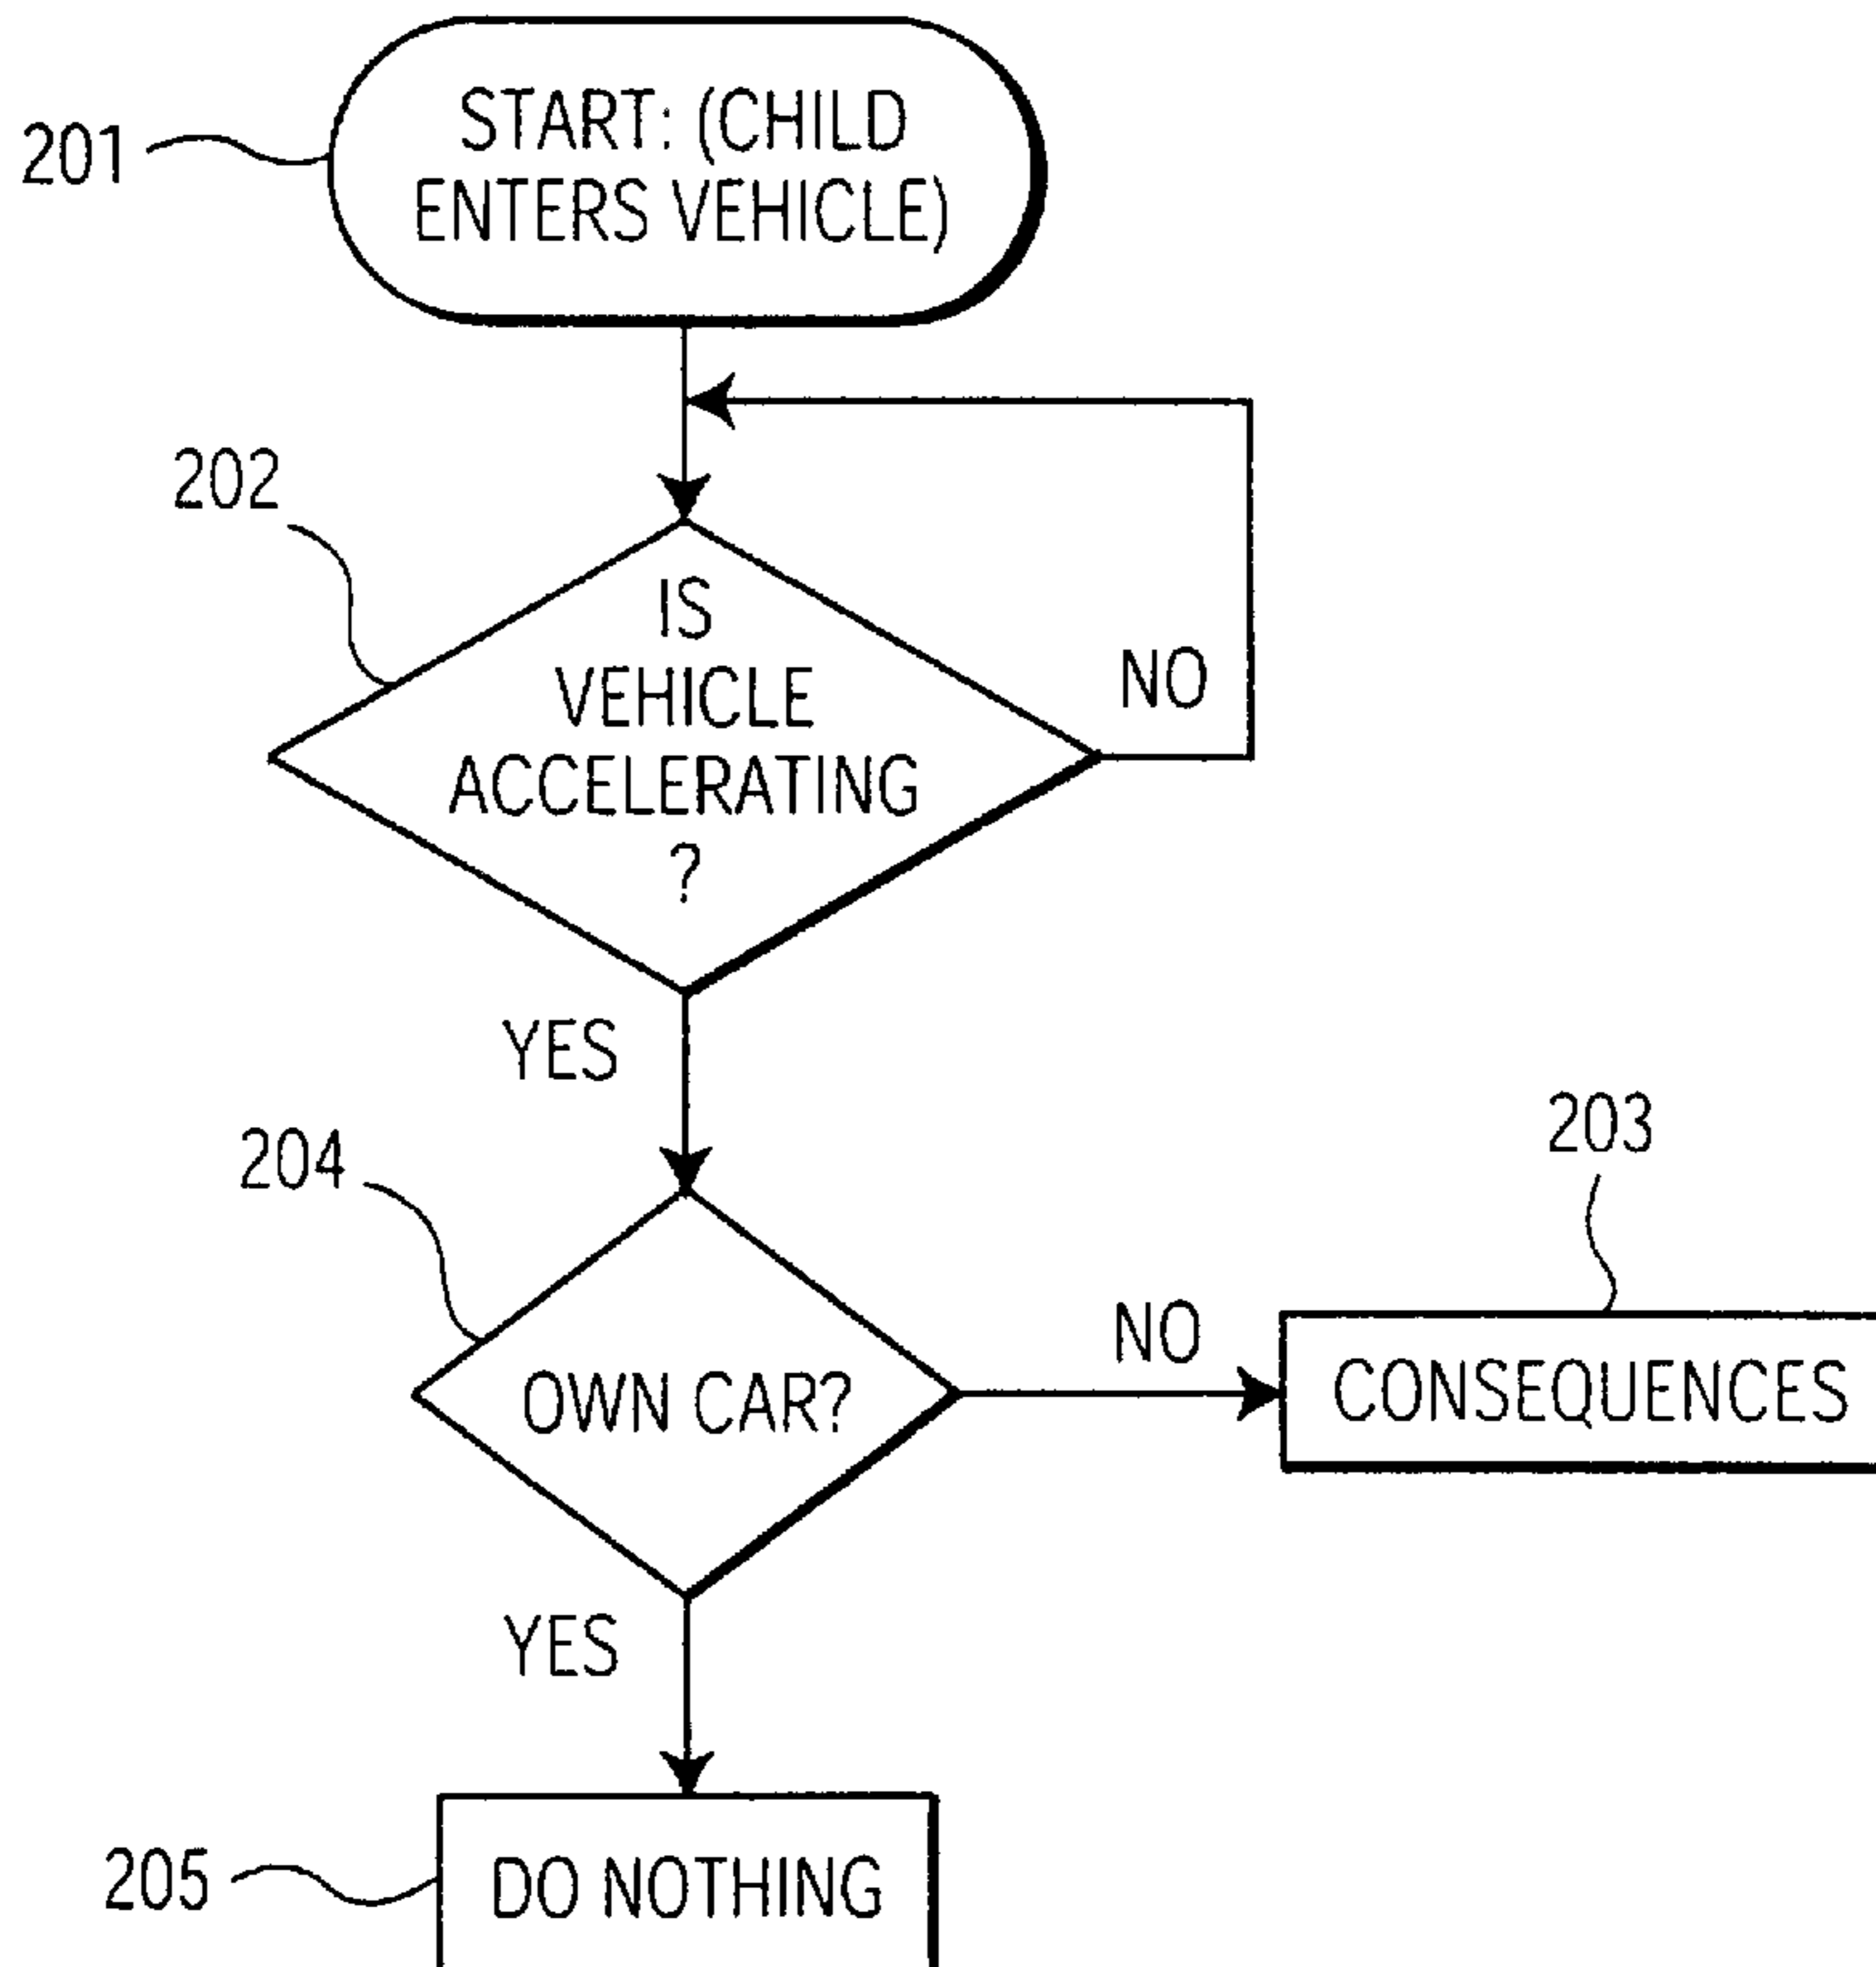 201
START: (CHILD
ENTERS VEHICLE)
202
IS
VEHICLE
ACCELERATING
?
NO
YES
204
OWN CAR?
NO
203
CONSEQUENCES
YES
205
DO NOTHING